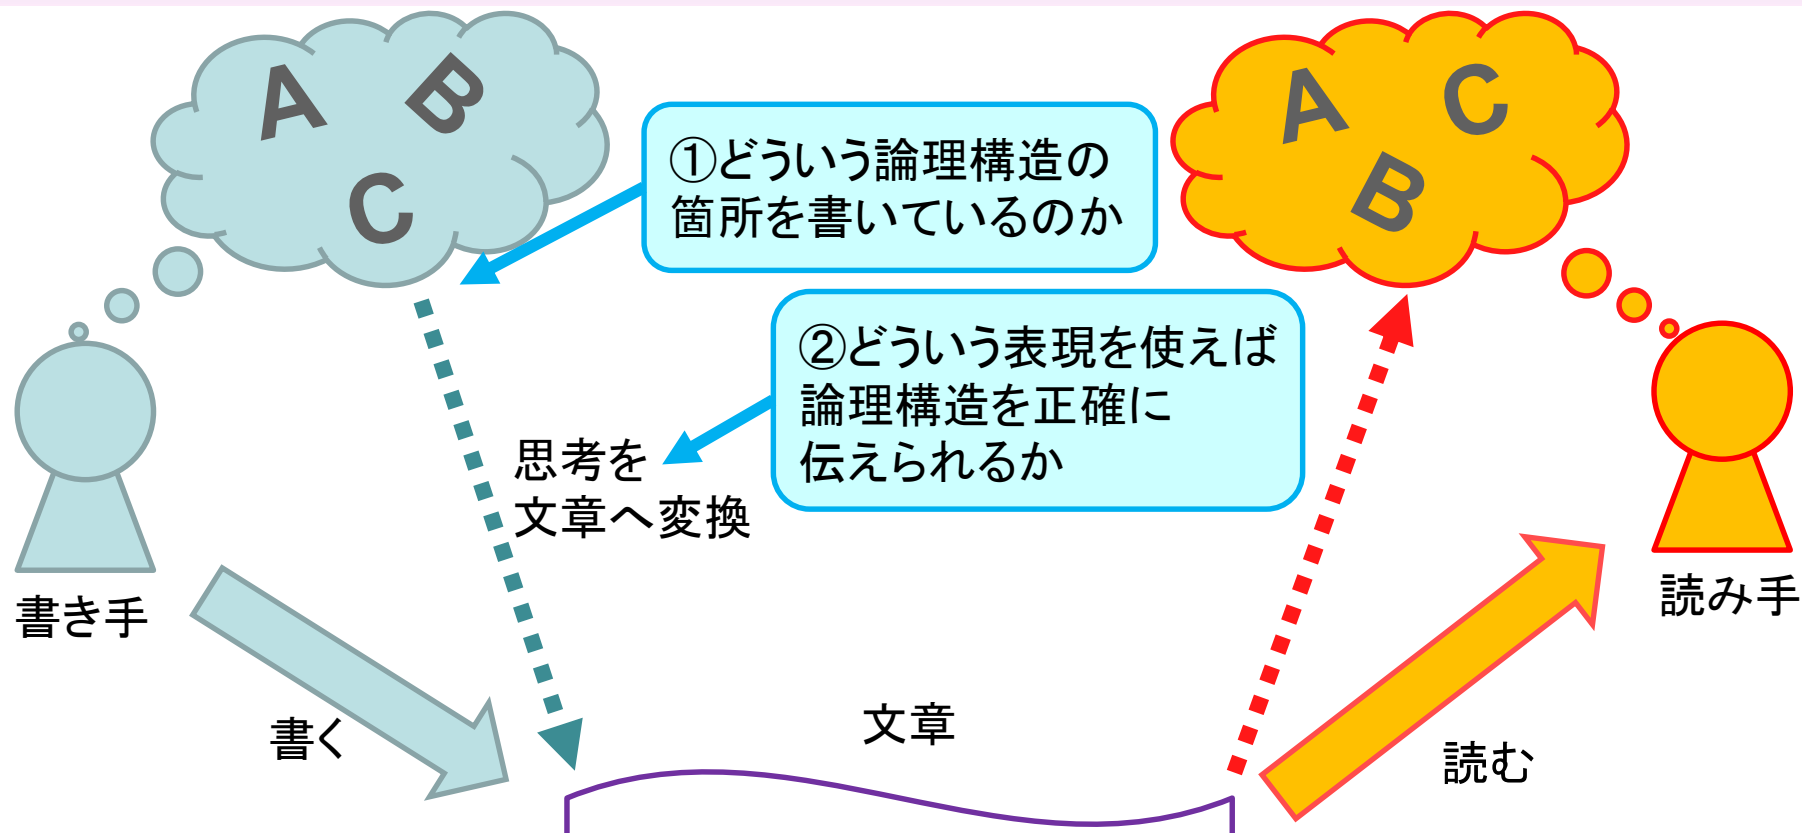 A
B
C
A
C
B
①どういう論理構造の
箇所を書いているのか
②どういう表現を使えば
論理構造を正確に
伝えられるか
思考を
文章へ変換
書き手
読み手
書く
文章
読む